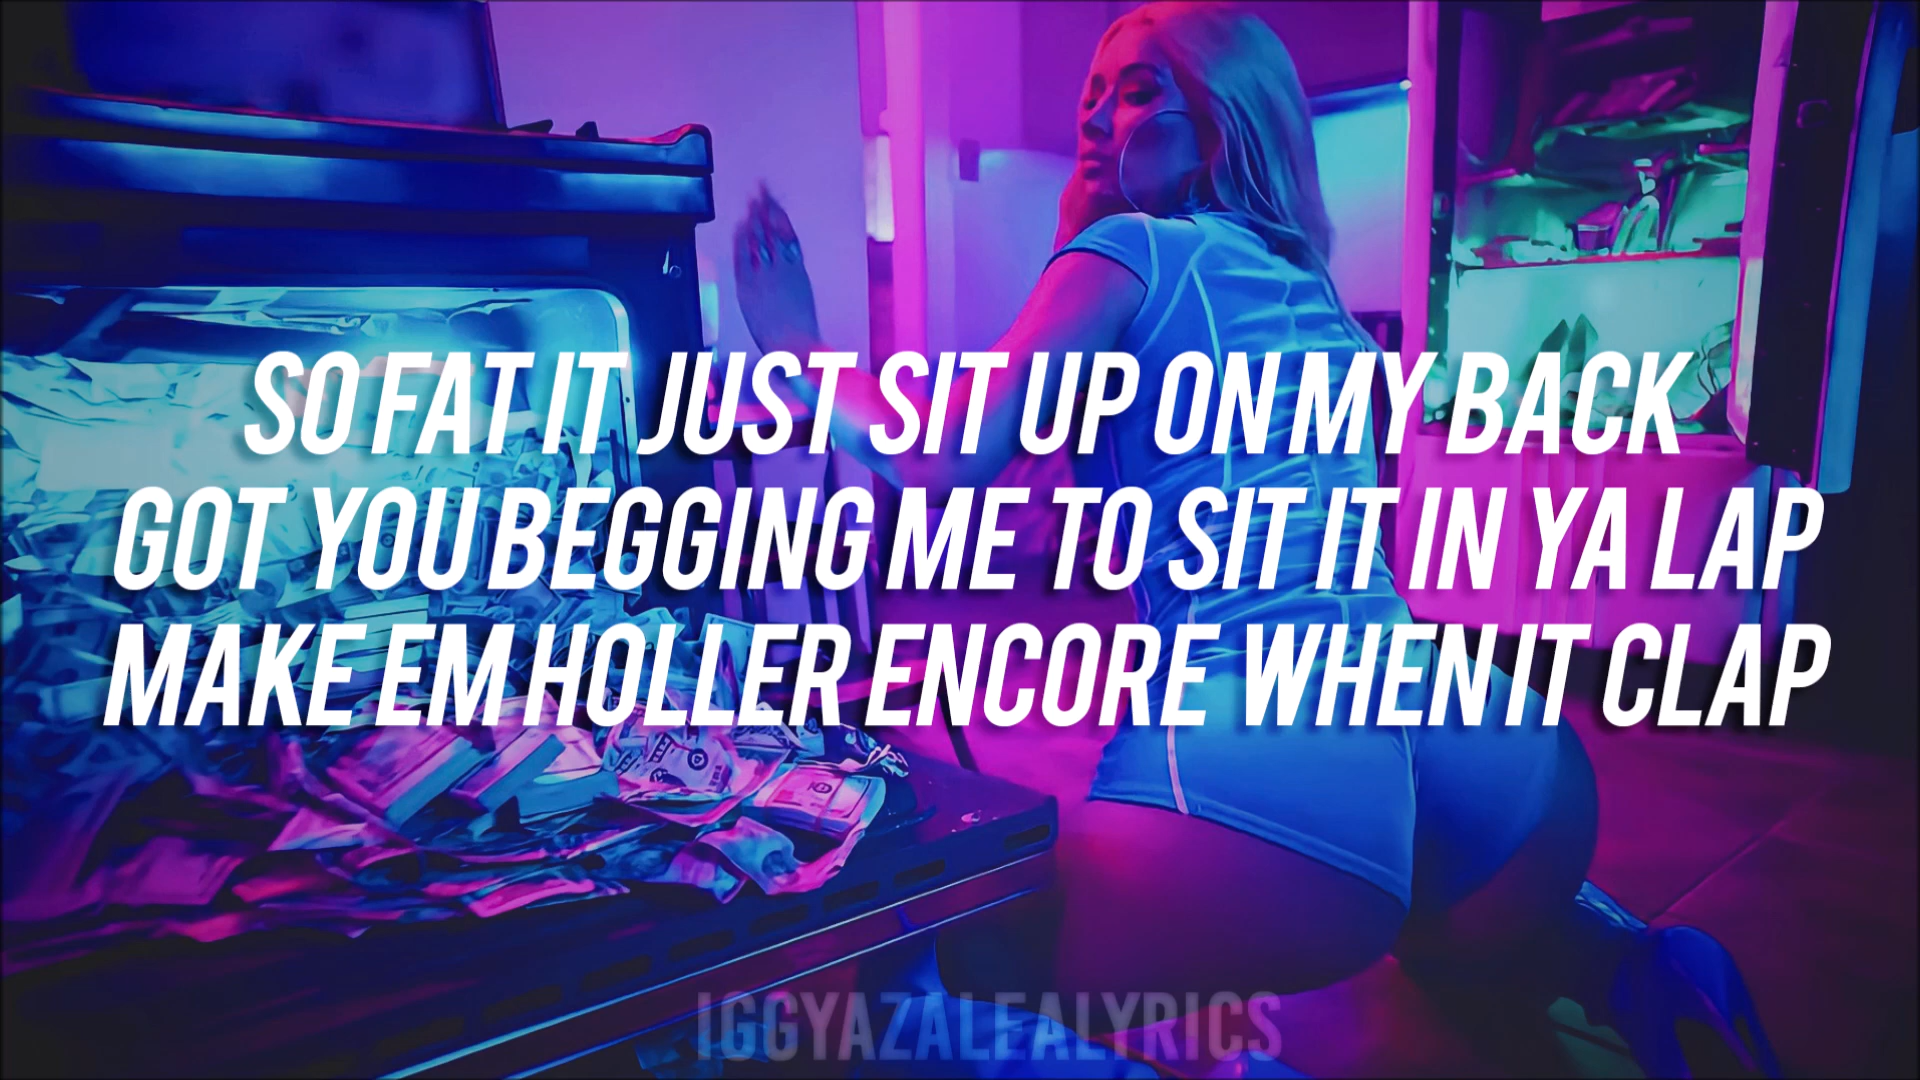 SO FAT IT JUST SIT UP ON MY BACK
GOT YOU BEGGING ME TO SIT IT IN YA LAP
MAKE EM HOLLER ENCORE WHEN IT CLAP
IGGYAZALEALYRICS